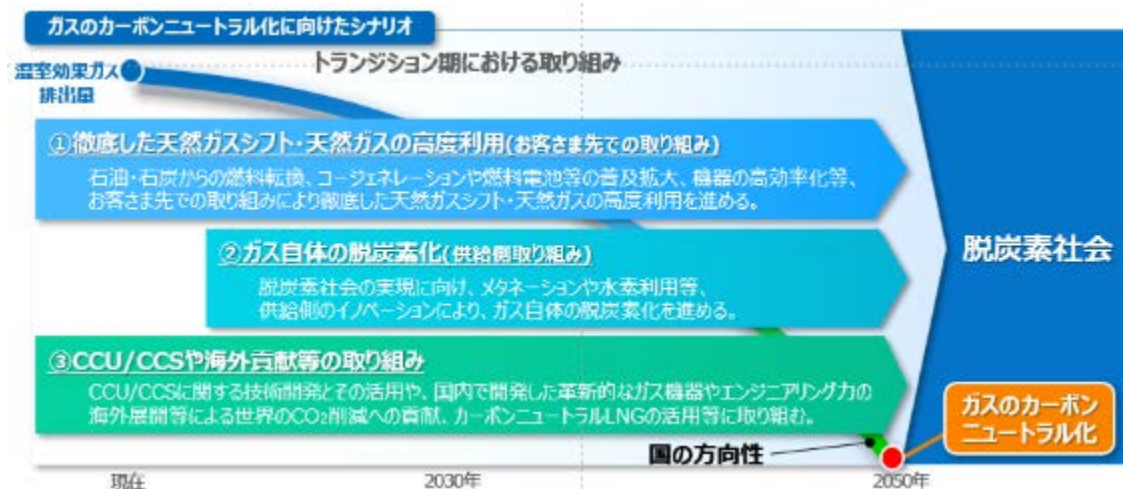 ガスのカーボンニュートラル化に向けたシナリオ
トランジション期における取り組み
温室効果ガス
排出量
①徹底した天然ガスシフト・天然ガスの高度利用(お客さま先での取り組み)
石油・石炭からの燃料転換、コージェネレーションや燃料電池等の普及拡大、機器の高効率化等、
お客さま先での取り組みにより徹底した天然ガスシフト・天然ガスの高度利用を進める。
②ガス自体の脱炭素化(供給側取り組み)
脱炭素社会の実現に向け、メタネーションや水素利用等、
供給側のイノベーションにより、ガス自体の脱炭素化を進める。
脱炭素社会
③CCU/CCSや海外貢献等の取り組み
CCU/CCSに関する技術開発とその活用や、国内で開発した革新的なガス機器やエンジニアリング力の
海外展開等による世界のCO₂削減への貢献、カーボンニュートラルLNGの活用等に取り組む。
ガスのカーボン
ニュートラル化
国の方向性
現在
2030年
2050年